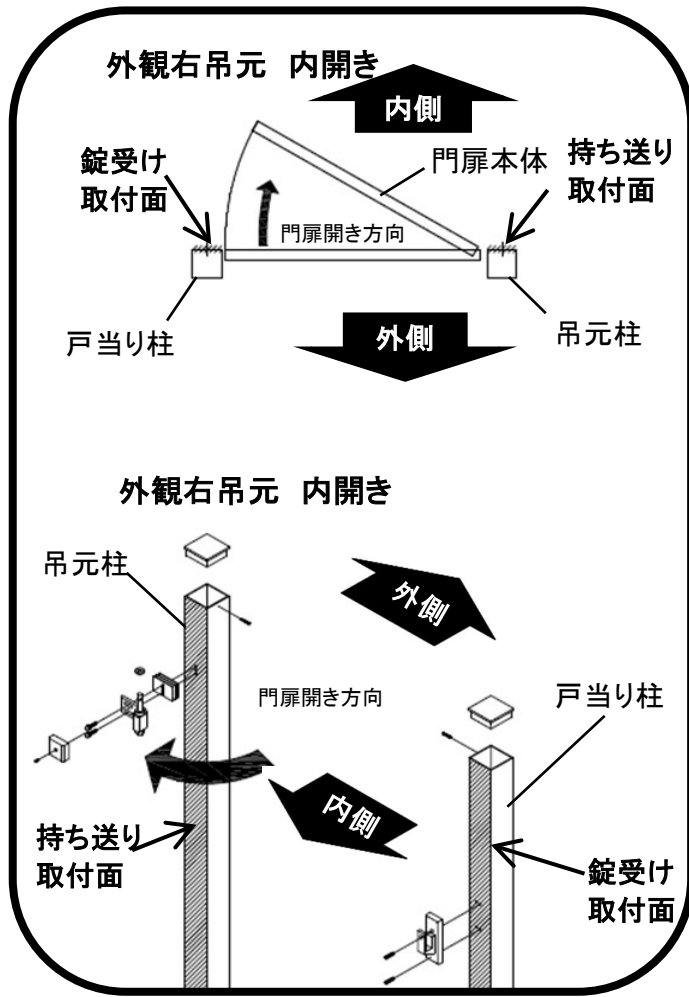 外観右吊元 内開き
内側
錠受け
取付面
門扉本体
持ち送り
取付面
門扉開き方向
戸当り柱
外側
吊元柱
外観右吊元 内開き
吊元柱
外側
門扉開き方向
戸当り柱
内側
持ち送り
取付面
錠受け
取付面